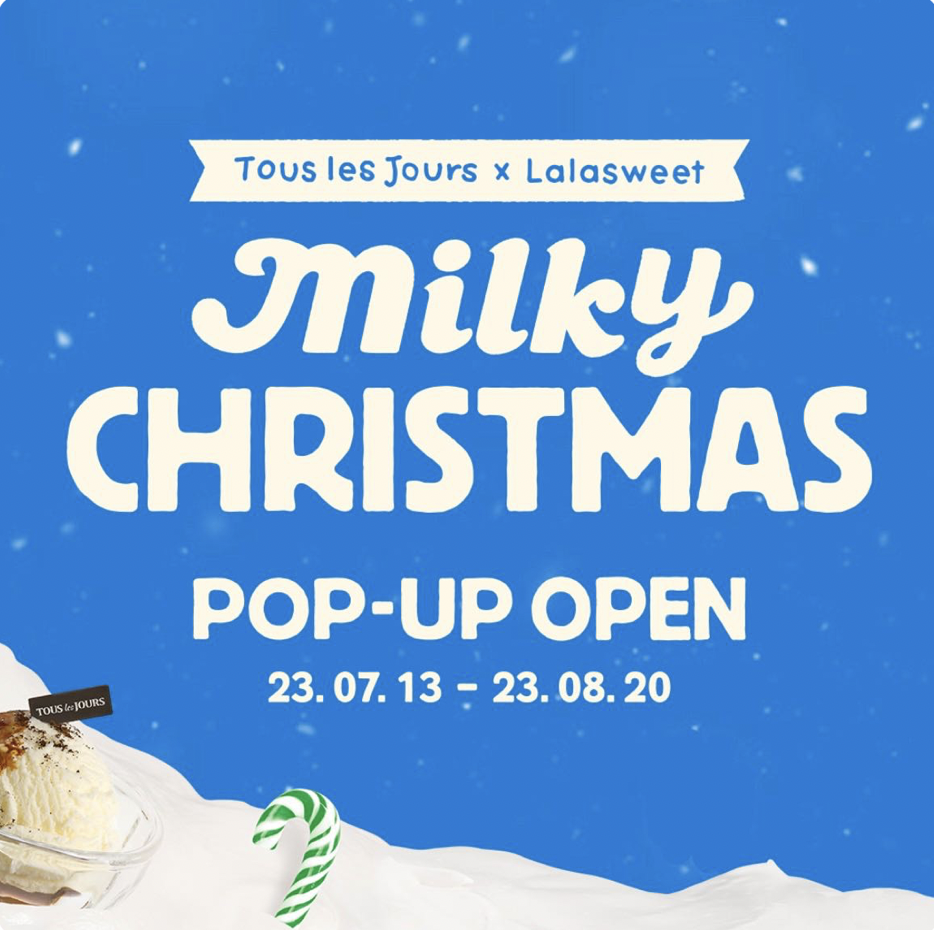 Tous les Jours x Lalasweet
Milky
CHRISTMAS
POP-UP OPEN
23.07.13 - 23.08.20
TOUS les JOURS